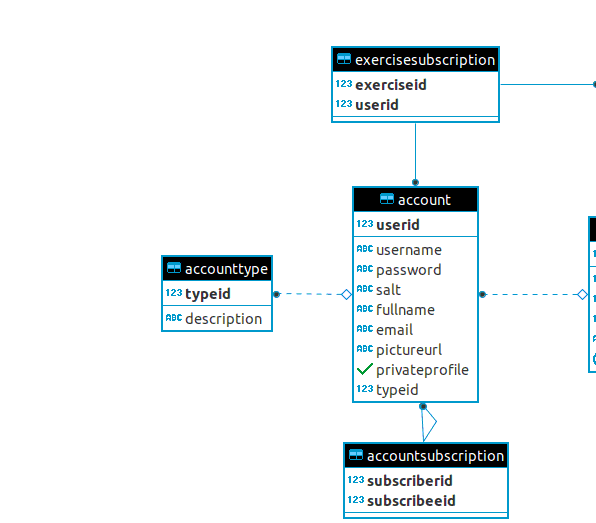 exercisesubscription
123 exerciseid
123 userid
account
123 userid
ABC username
ABC password
ABC salt
ABC fullname
ABC email
ABC pictureurl
privateprofile
123 typeid
accounttype
123 typeid
ABC description
accountsubscription
123 subscriberid
123 subscribeeid